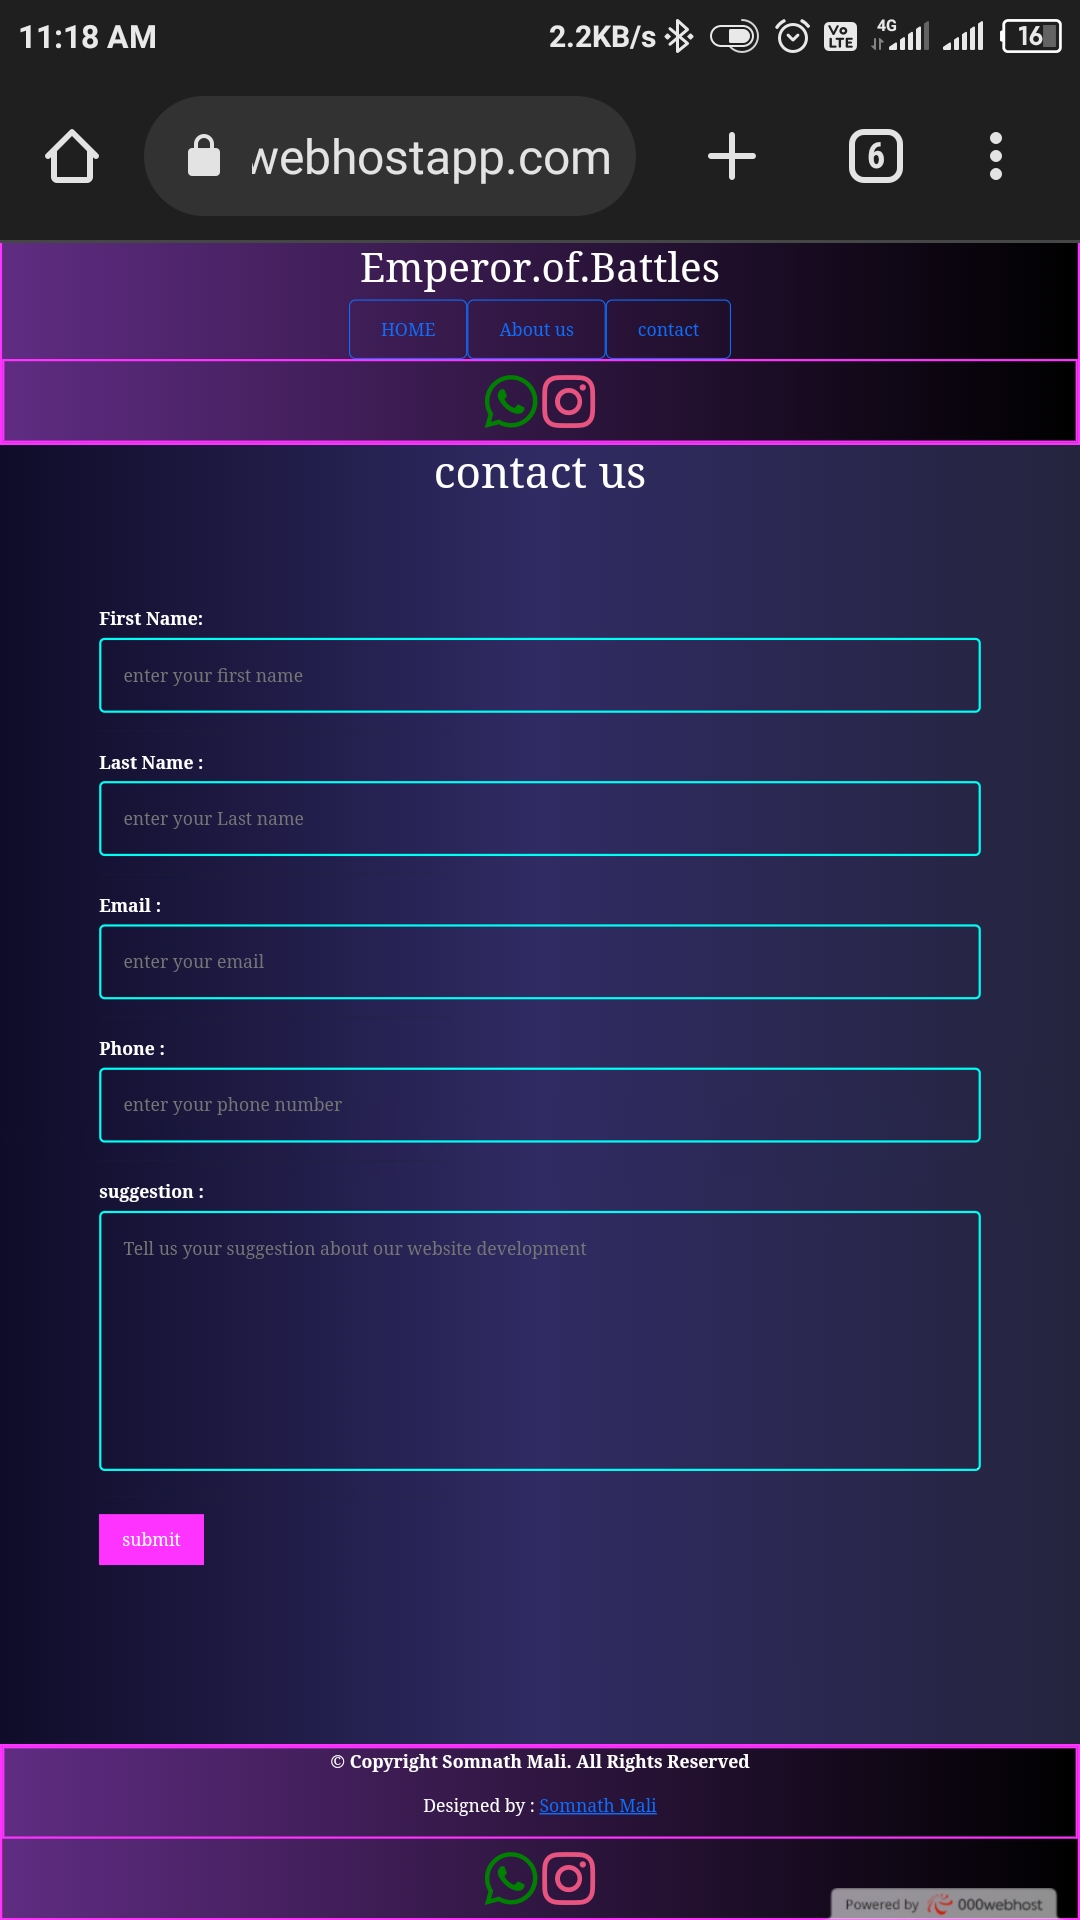 11:18 AM
2.2KB/s
Vo LTE
4G
16
webhostapp.com
6
Emperor.of.Battles
HOME
About us
contact
contact us
First Name:
enter your first name
Last Name :
enter your Last name
Email :
enter your email
Phone :
enter your phone number
suggestion :
Tell us your suggestion about our website development
submit
© Copyright Somnath Mali. All Rights Reserved
Designed by : Somnath Mali
Powered by 000webhost